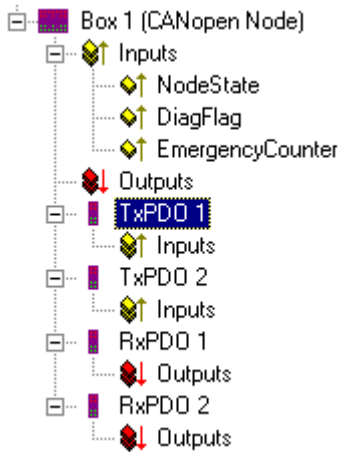 Box 1 (CANopen Node)
Inputs
NodeState
DiagFlag
EmergencyCounter
Outputs
TxPDO 1
Inputs
TxPDO 2
Inputs
RxPDO 1
Outputs
RxPDO 2
Outputs